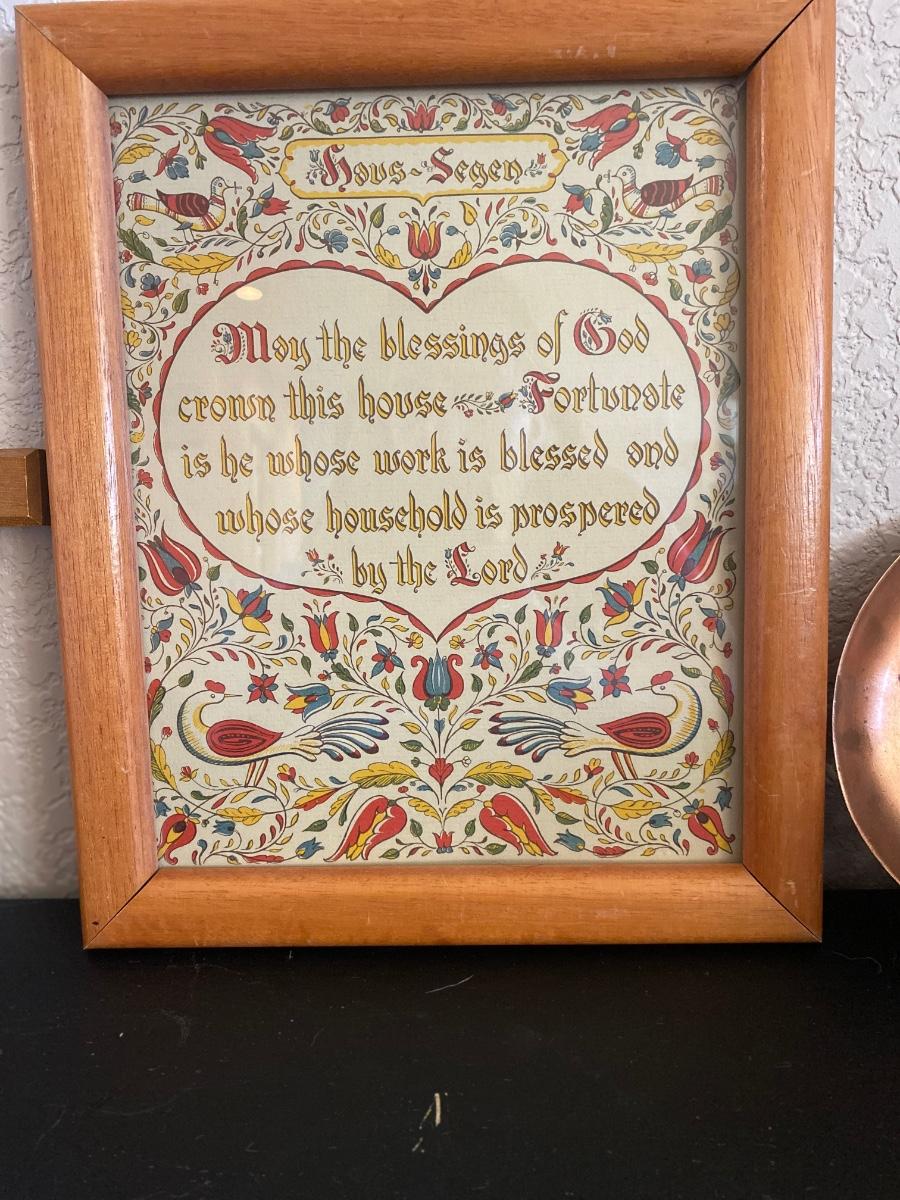 Haus-Segen
May the blessings of God
crown this house Fortunate
is he whose work is blessed and
whose household is prospered
by the Lord